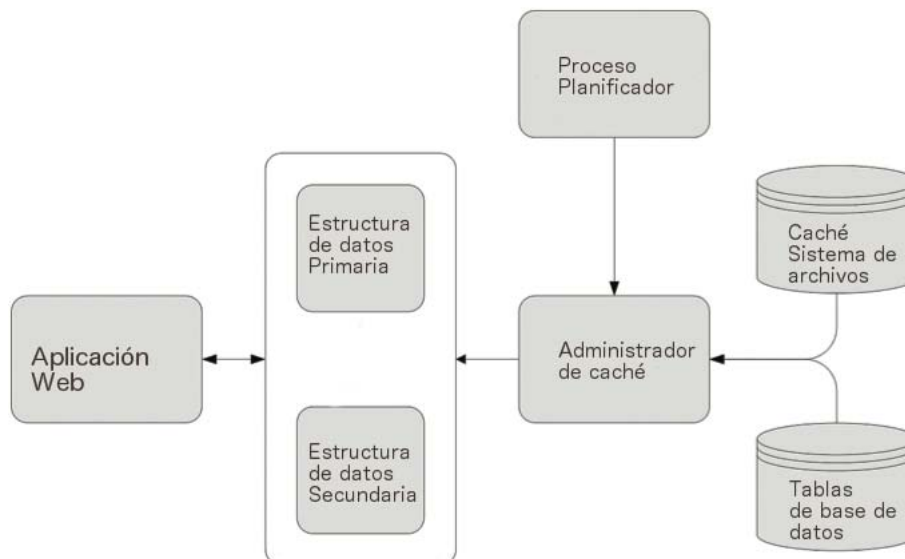 Proceso
Planificador
Estructura
de datos
Primaria
Caché
Sistema de
archivos
Aplicación
Web
Administrador
de caché
Estructura
de datos
Secundaria
Tablas
de base de
datos